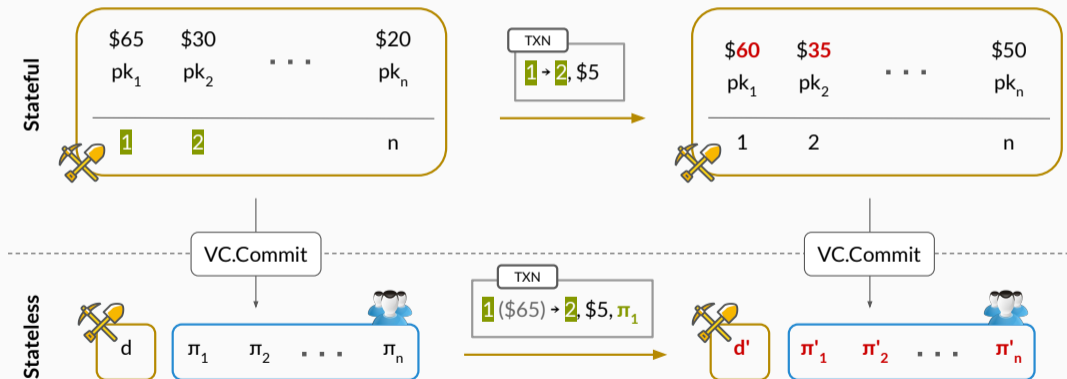 Stateful
$65 $30 . . . $20
pk1 pk2 pkn
1 2 n
TXN
1 → 2, $5
$60 $35 . . . $50
pk1 pk2 pkn
1 2 n
VC.Commit
VC.Commit
Stateless
d π1 π2 . . . πn
TXN
1 ($65) → 2, $5, π1
d' π'1 π'2 . . . π'n